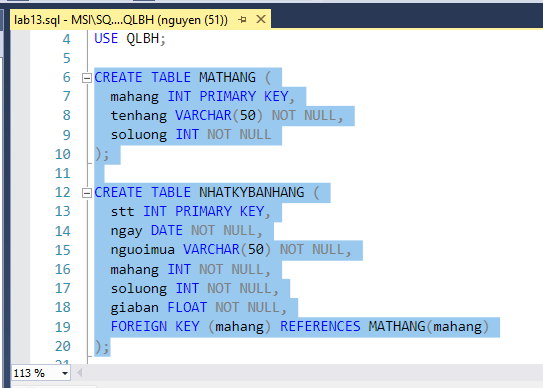 lab13.sql - MSI\SQ....QLBH (nguyen (51))
4 USE QLBH;
5
6 CREATE TABLE MATHANG (
7 mahang INT PRIMARY KEY,
8 tenhang VARCHAR(50) NOT NULL,
9 soluong INT NOT NULL
10 );
11
12 CREATE TABLE NHATKYBANHANG (
13 stt INT PRIMARY KEY,
14 ngay DATE NOT NULL,
15 nguoimua VARCHAR(50) NOT NULL,
16 mahang INT NOT NULL,
17 soluong INT NOT NULL,
18 giaban FLOAT NOT NULL,
19 FOREIGN KEY (mahang) REFERENCES MATHANG(mahang)
20 );
113 %